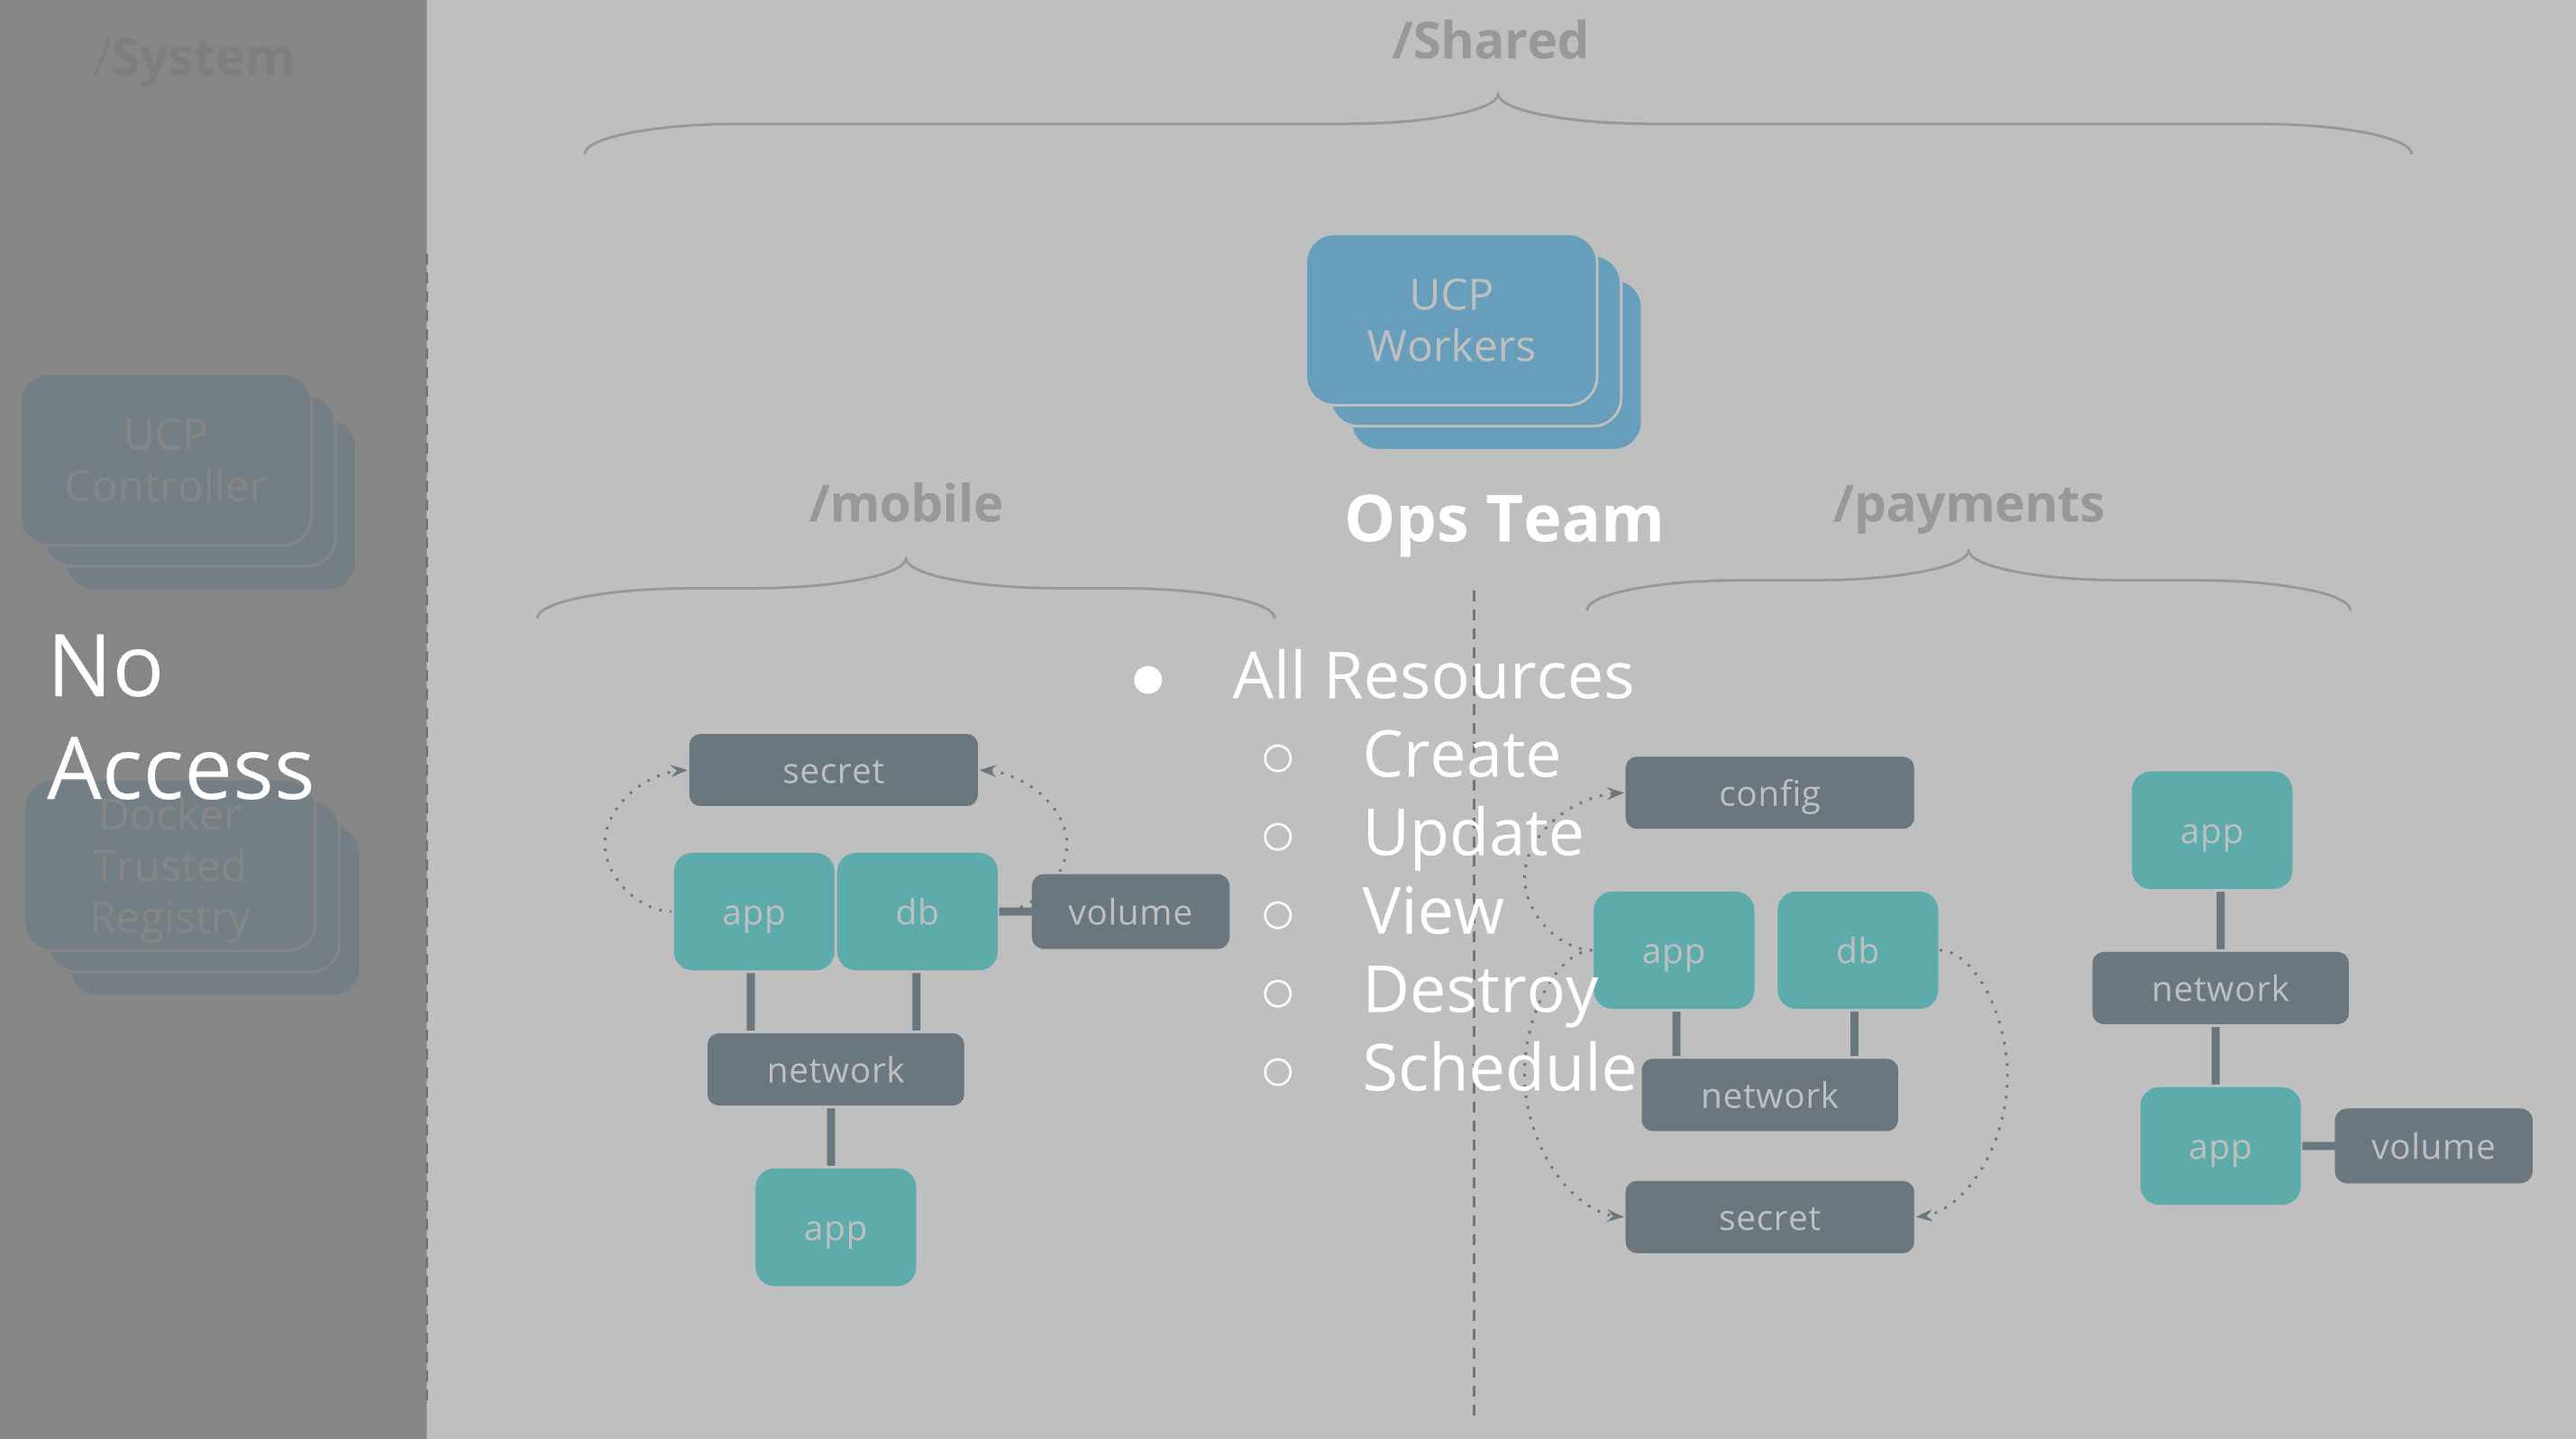 /System
/Shared
UCP
Workers
UCP
Controller
/mobile
Ops Team
/payments
No
Access
Docker
Trusted
Registry
● All Resources
○ Create
○ Update
○ View
○ Destroy
○ Schedule
secret
app
db
volume
network
app
config
app
db
network
secret
app
network
app
volume